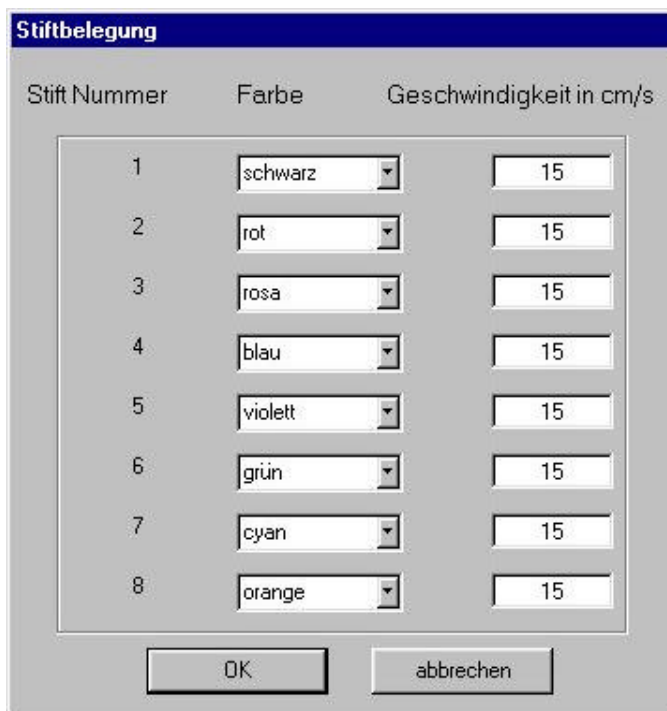 Stiftbelegung
Stift Nummer Farbe Geschwindigkeit in cm/s
1 schwarz 15
2 rot 15
3 rosa 15
4 blau 15
5 violett 15
6 grün 15
7 cyan 15
8 orange 15
OK abbrechen